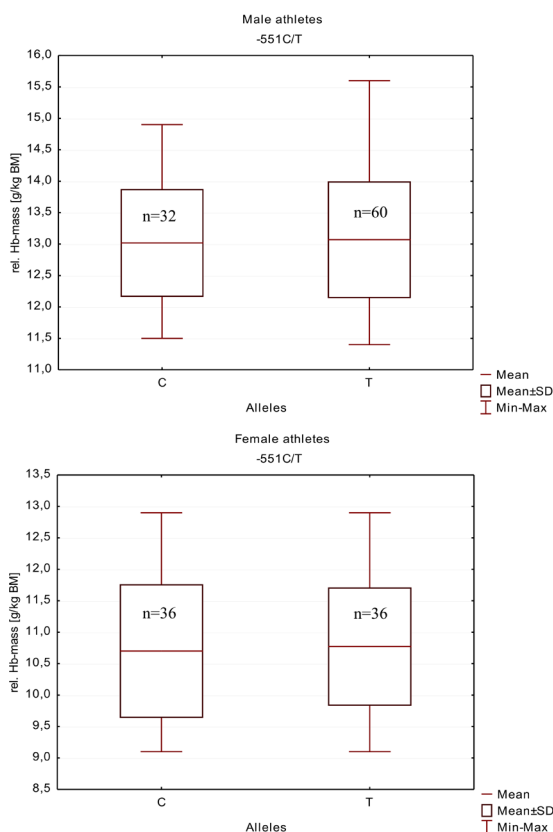 Male athletes
-551C/T
16,0
15,5
15,0
14,5
14,0
13,5
13,0
12,5
12,0
11,5
11,0
rel. Hb-mass [g/kg BM]
n=32
n=60
C
T
Alleles
Mean
Mean±SD
Min-Max
Female athletes
-551C/T
13,5
13,0
12,5
12,0
11,5
11,0
10,5
10,0
9,5
9,0
8,5
rel. Hb-mass [g/kg BM]
n=36
n=36
C
T
Alleles
Mean
Mean±SD
Min-Max